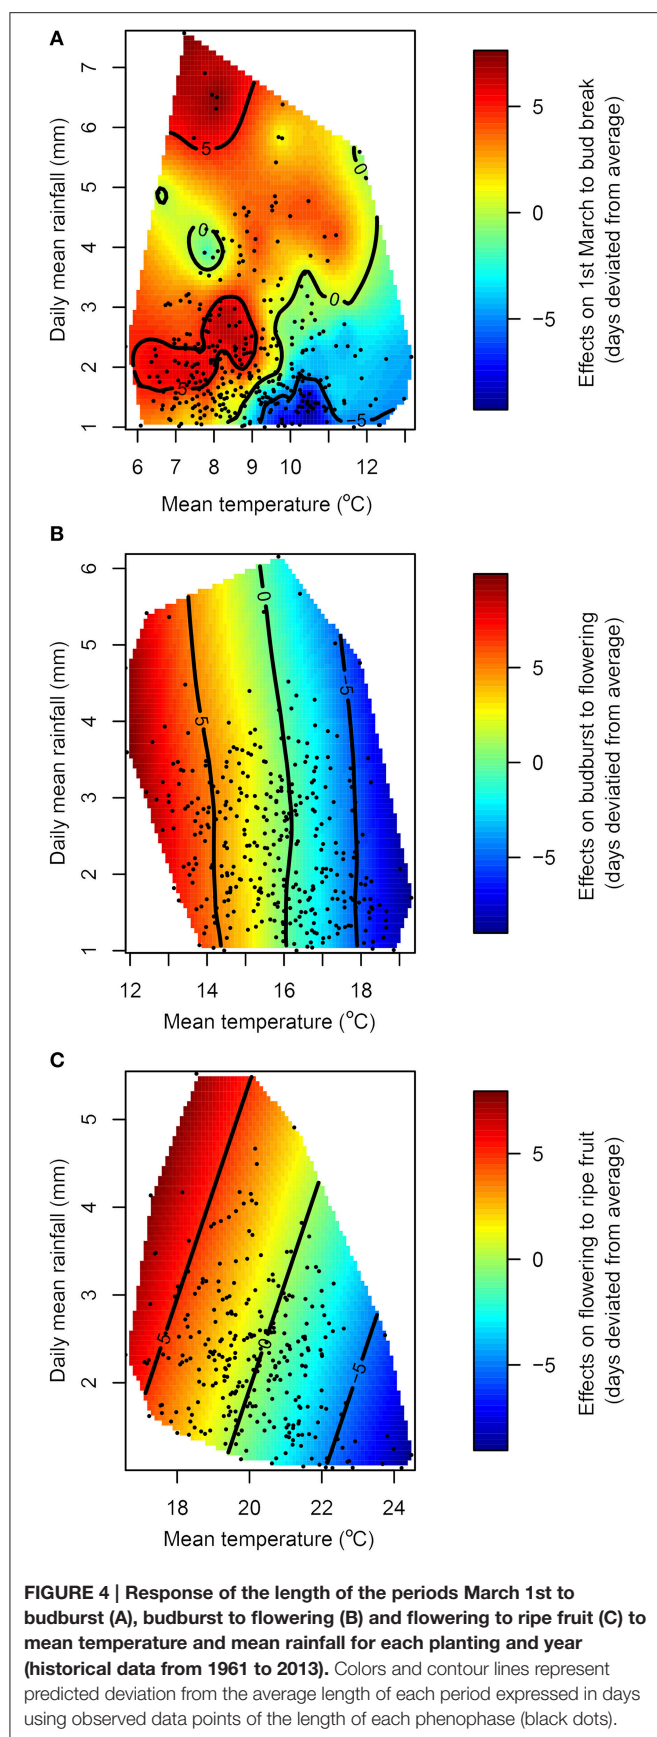 A
7
6
5
4
3
2
1
Daily mean rainfall (mm)
5
0
0
0
5
−5
6 7 8 9 10 12
Mean temperature (°C)
5
0
−5
Effects on 1st March to bud break
(days deviated from average)
B
6
5
4
3
2
1
Daily mean rainfall (mm)
0
−5
5
12 14 16 18
Mean temperature (°C)
5
0
−5
Effects on budburst to flowering
(days deviated from average)
C
5
4
3
2
Daily mean rainfall (mm)
5
0
−5
18 20 22 24
Mean temperature (°C)
5
0
−5
Effects on flowering to ripe fruit
(days deviated from average)
FIGURE 4 | Response of the length of the periods March 1st to
budburst (A), budburst to flowering (B) and flowering to ripe fruit (C) to
mean temperature and mean rainfall for each planting and year
(historical data from 1961 to 2013). Colors and contour lines represent
predicted deviation from the average length of each period expressed in days
using observed data points of the length of each phenophase (black dots).